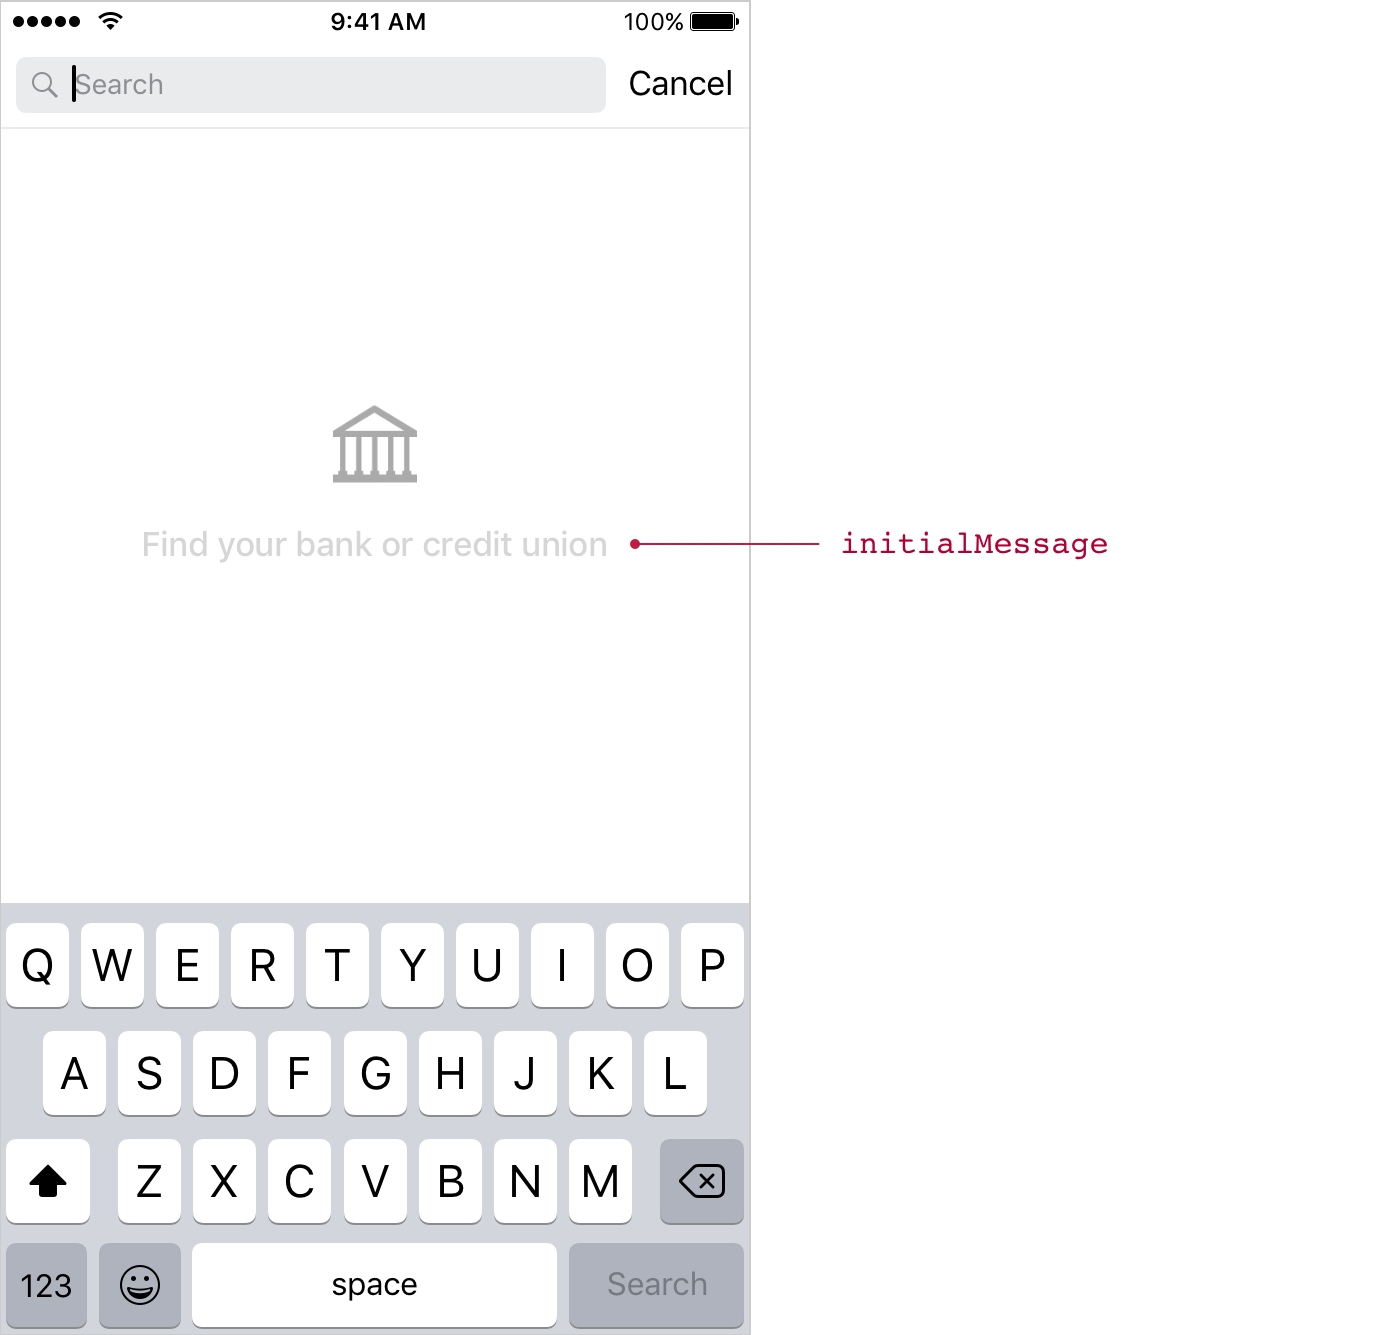 9:41 AM 100%
Search Cancel
Find your bank or credit union initialMessage
Q W E R T Y U I O P
A S D F G H J K L
Z X C V B N M
123 space Search